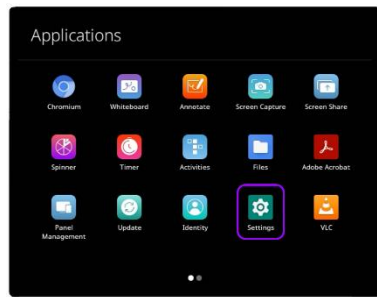 Applications
Chromium Whiteboard Annotate Screen Capture Screen Share
Spinner Timer Activities Files Adobe Acrobat
Panel Management Update Identity Settings VLC